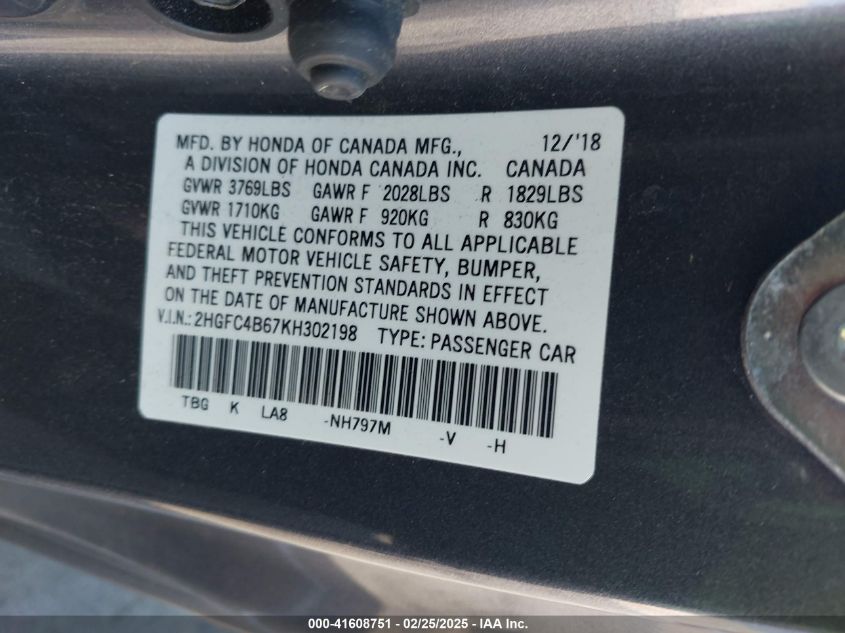 MFD. BY HONDA OF CANADA MFG., 12/'18
A DIVISION OF HONDA CANADA INC. CANADA
GVWR 3769LBS GAWR F 2028LBS R 1829LBS
GVWR 1710KG GAWR F 920KG R 830KG
THIS VEHICLE CONFORMS TO ALL APPLICABLE
FEDERAL MOTOR VEHICLE SAFETY, BUMPER,
AND THEFT PREVENTION STANDARDS IN EFFECT
ON THE DATE OF MANUFACTURE SHOWN ABOVE.
V.I.N.: 2HGFC4B67KH302198 TYPE: PASSENGER CAR
TBG K LA8 -NH797M -V -H
000-41608751 — 02/25/2025 — IAA Inc.